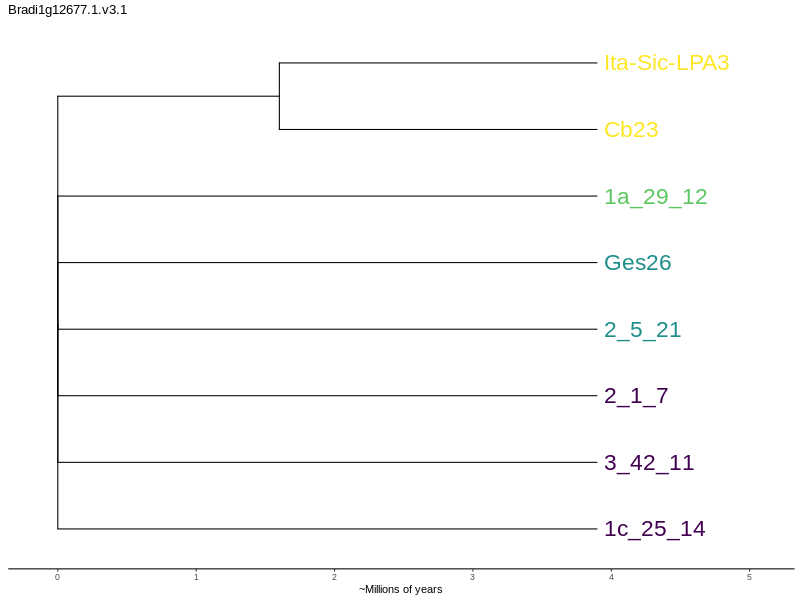 Bradi1g12677.1.v3.1
Ita-Sic-LPA3
Cb23
1a_29_12
Ges26
2_5_21
2_1_7
3_42_11
1c_25_14
0 1 2 3 4 5
~Millions of years